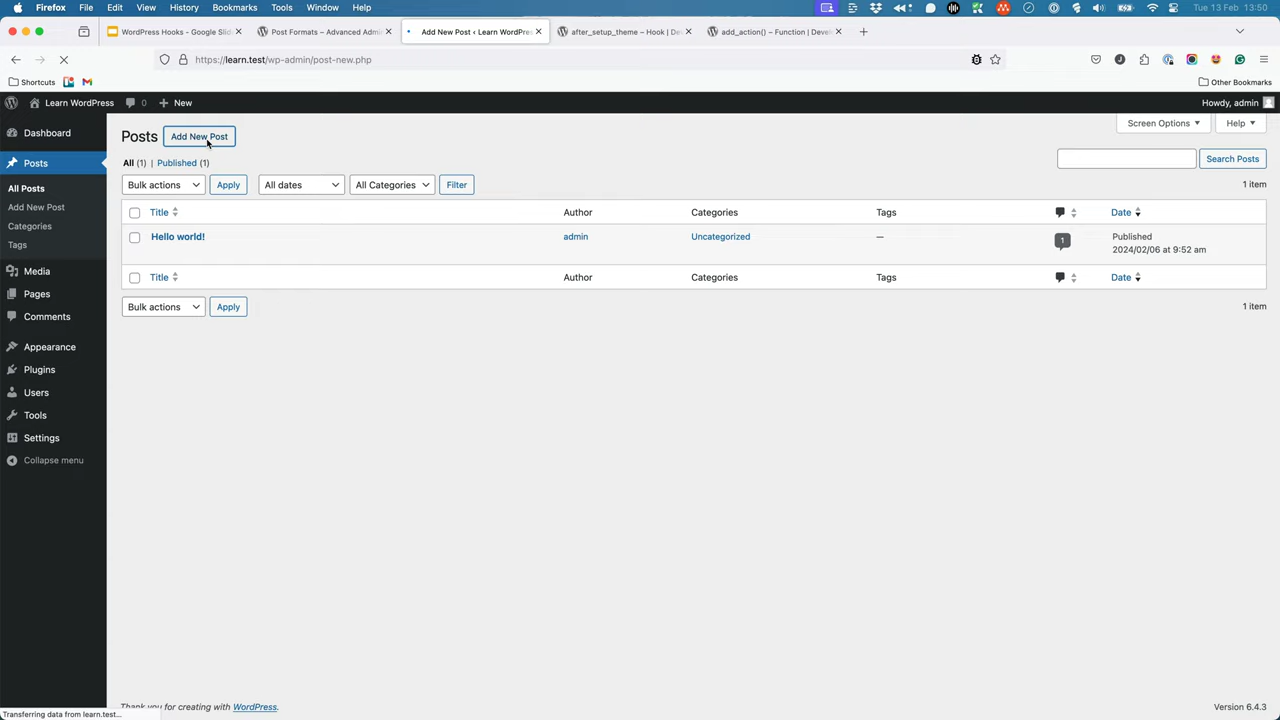 Firefox File Edit View History Bookmarks Tools Window Help Tue 13 Feb 13:50
WordPress Hooks - Google Slid Post Formats – Advanced Admi Add New Post ‹ Learn WordPre after_setup_theme – Hook | De add_action() – Function | Devel
https://learn.test/wp-admin/post-new.php
Shortcuts Other Bookmarks
Learn WordPress 0 New Howdy, admin
Dashboard
Posts
All Posts
Add New Post
Categories
Tags
Media
Pages
Comments
Appearance
Plugins
Users
Tools
Settings
Collapse menu
Screen Options Help
Posts Add New Post
All (1) | Published (1) Search Posts
Bulk actions Apply All dates All Categories Filter 1 item
Title Author Categories Tags Date
Hello world! admin Uncategorized — 1 Published
2024/02/06 at 9:52 am
Title Author Categories Tags Date
Bulk actions Apply 1 item
Thank you for creating with WordPress. Version 6.4.3
Transferring data from learn.test...